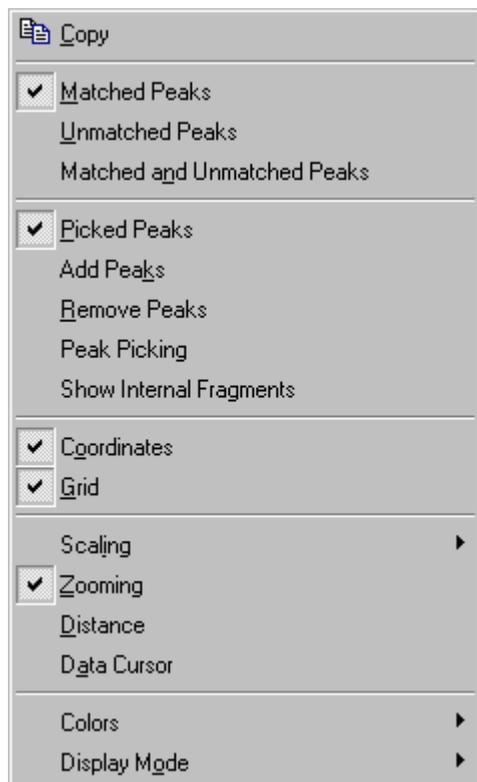 Copy
Matched Peaks
Unmatched Peaks
Matched and Unmatched Peaks
Picked Peaks
Add Peaks
Remove Peaks
Peak Picking
Show Internal Fragments
Coordinates
Grid
Scaling
Zooming
Distance
Data Cursor
Colors
Display Mode